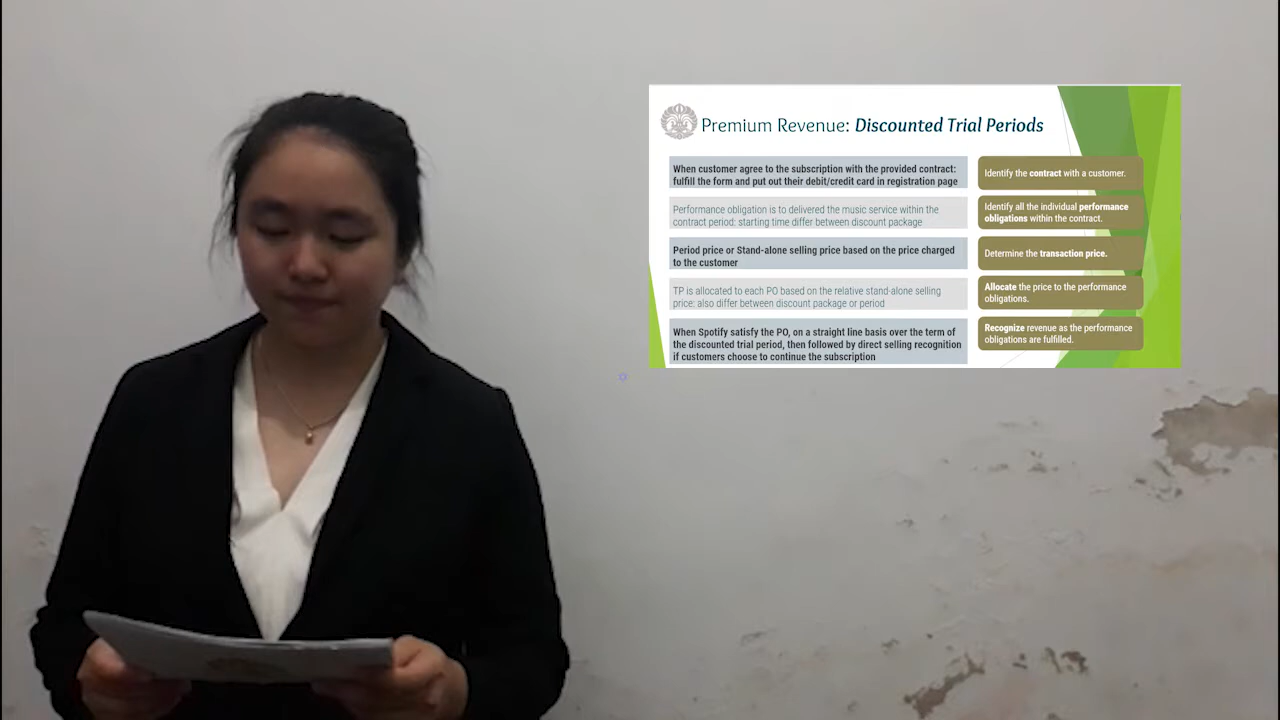 Premium Revenue: Discounted Trial Periods
When customer agree to the subscription with the provided contract:
fulfill the form and put out their debit/credit card in registration page
Identify the contract with a customer.
Performance obligation is to delivered the music service within the
contract period: starting time differ between discount package
Identify all the individual performance
obligations within the contract.
Period price or Stand-alone selling price based on the price charged
to the customer
Determine the transaction price.
TP is allocated to each PO based on the relative stand-alone selling
price: also differ between discount package or period
Allocate the price to the performance
obligations.
When Spotify satisfy the PO, on a straight line basis over the term of
the discounted trial period, then followed by direct selling recognition
if customers choose to continue the subscription
Recognize revenue as the performance
obligations are fulfilled.